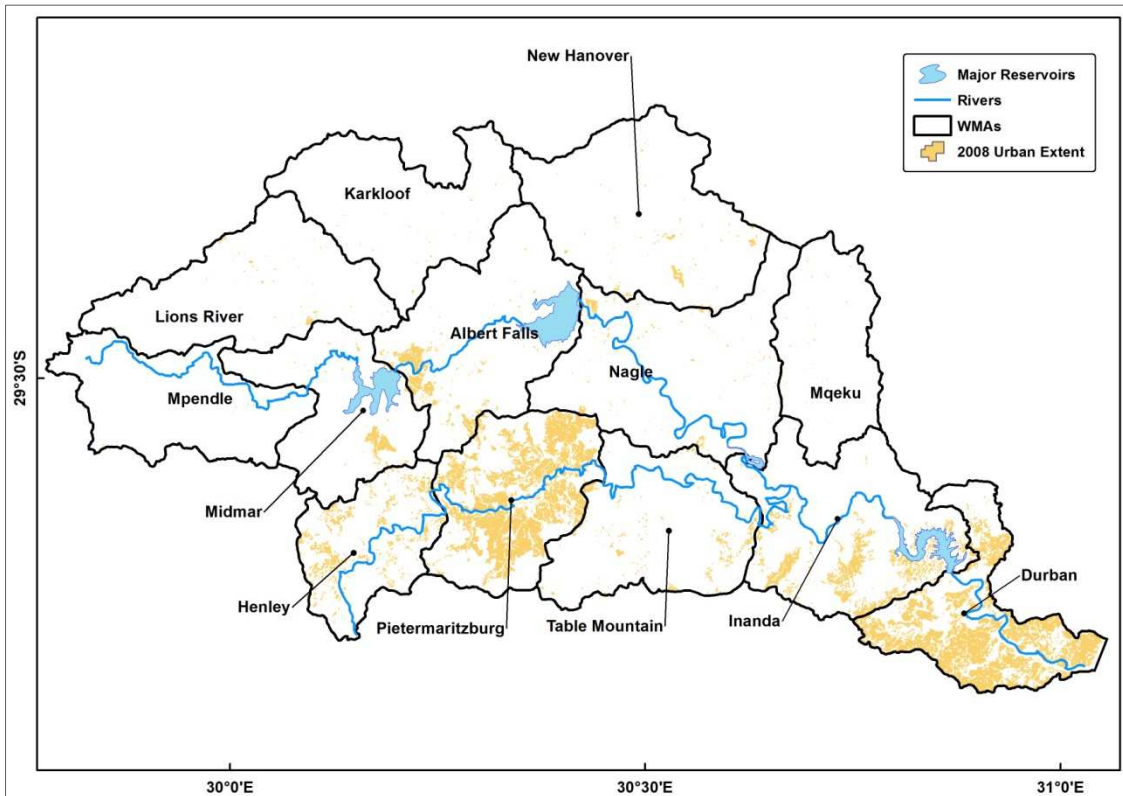 New Hanover
Major Reservoirs
Rivers
WMAs
2008 Urban Extent
Karkloof
Lions River
Albert Falls
29°30'S
Mpendle
Nagle
Mqeku
Midmar
Henley
Pietermaritzburg
Table Mountain
Inanda
Durban
30°0'E
30°30'E
31°0'E